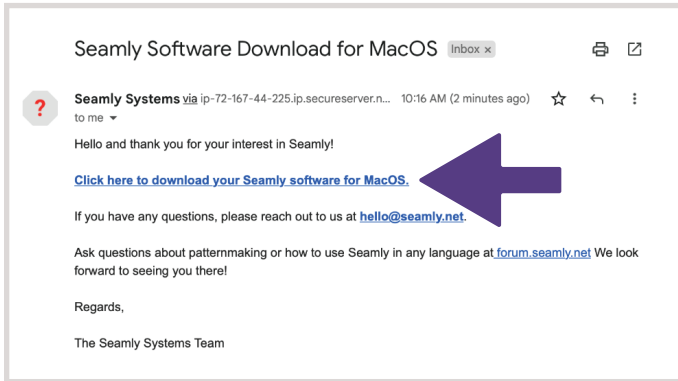 Seamly Software Download for MacOS Inbox ×
?
Seamly Systems via ip-72-167-44-225.ip.secureserver.n... 10:16 AM (2 minutes ago)
to me
Hello and thank you for your interest in Seamly!
Click here to download your Seamly software for MacOS.
If you have any questions, please reach out to us at hello@seamly.net.
Ask questions about patternmaking or how to use Seamly in any language at forum.seamly.net We look
forward to seeing you there!
Regards,
The Seamly Systems Team